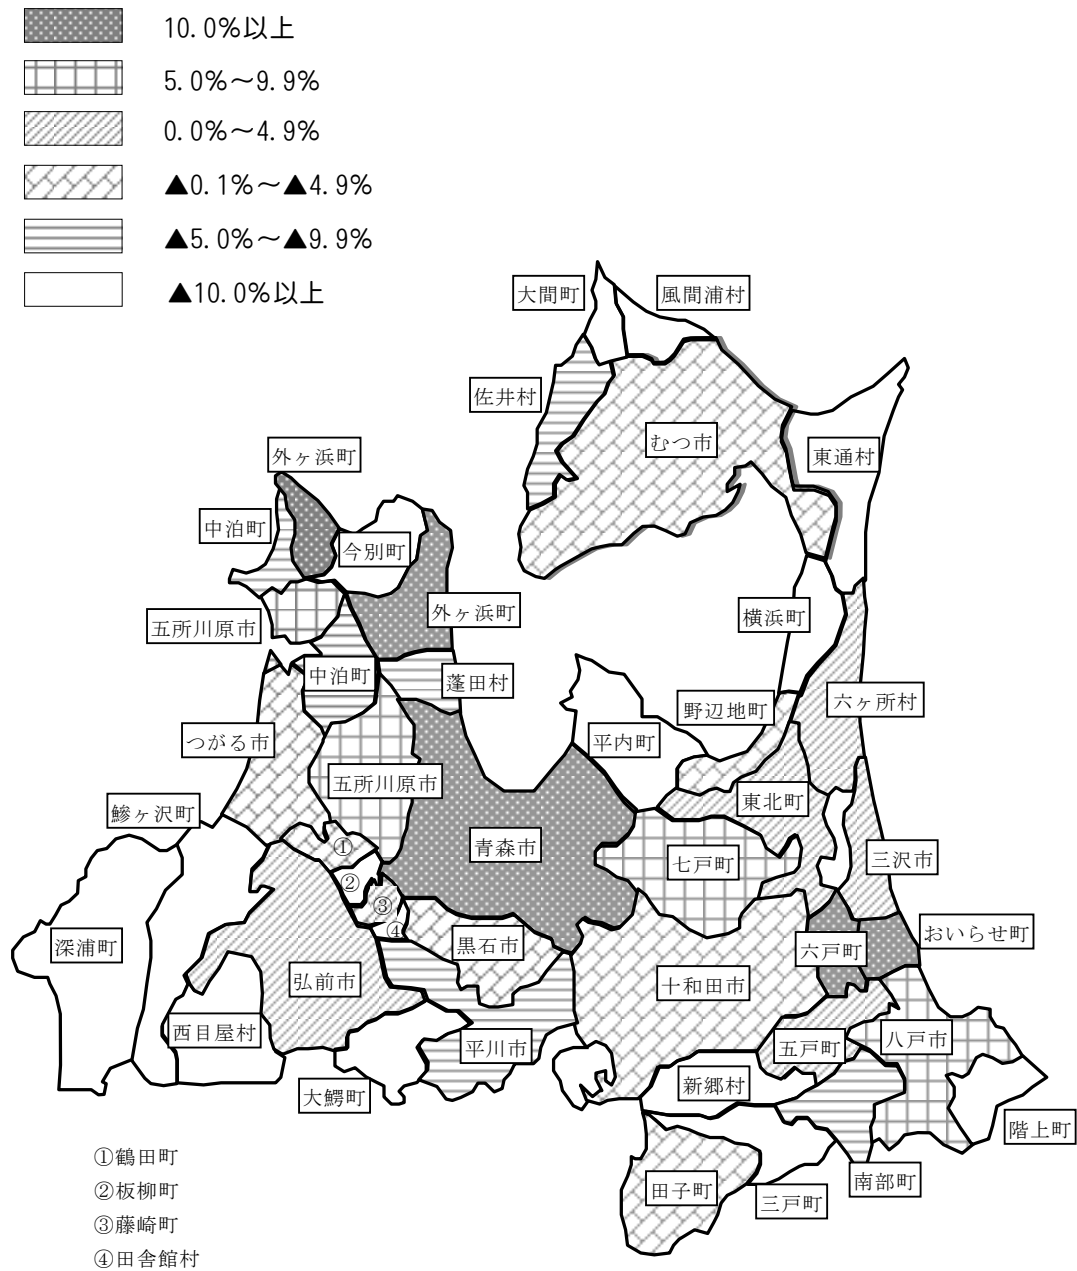 10.0%以上
5.0%～9.9%
0.0%～4.9%
▲0.1%～▲4.9%
▲5.0%～▲9.9%
▲10.0%以上
大間町
風間浦村
佐井村
むつ市
東通村
外ヶ浜町
中泊町
今別町
外ヶ浜町
横浜町
五所川原市
中泊町
蓬田村
六ヶ所村
野辺地町
つがる市
平内町
五所川原市
東北町
鰺ヶ沢町
①
青森市
七戸町
三沢市
②
③
④
おいらせ町
深浦町
黒石市
六戸町
弘前市
十和田市
西目屋村
平川市
五戸町
八戸市
新郷村
大鰐町
階上町
南部町
田子町
三戸町
①鶴田町
②板柳町
③藤崎町
④田舎館村